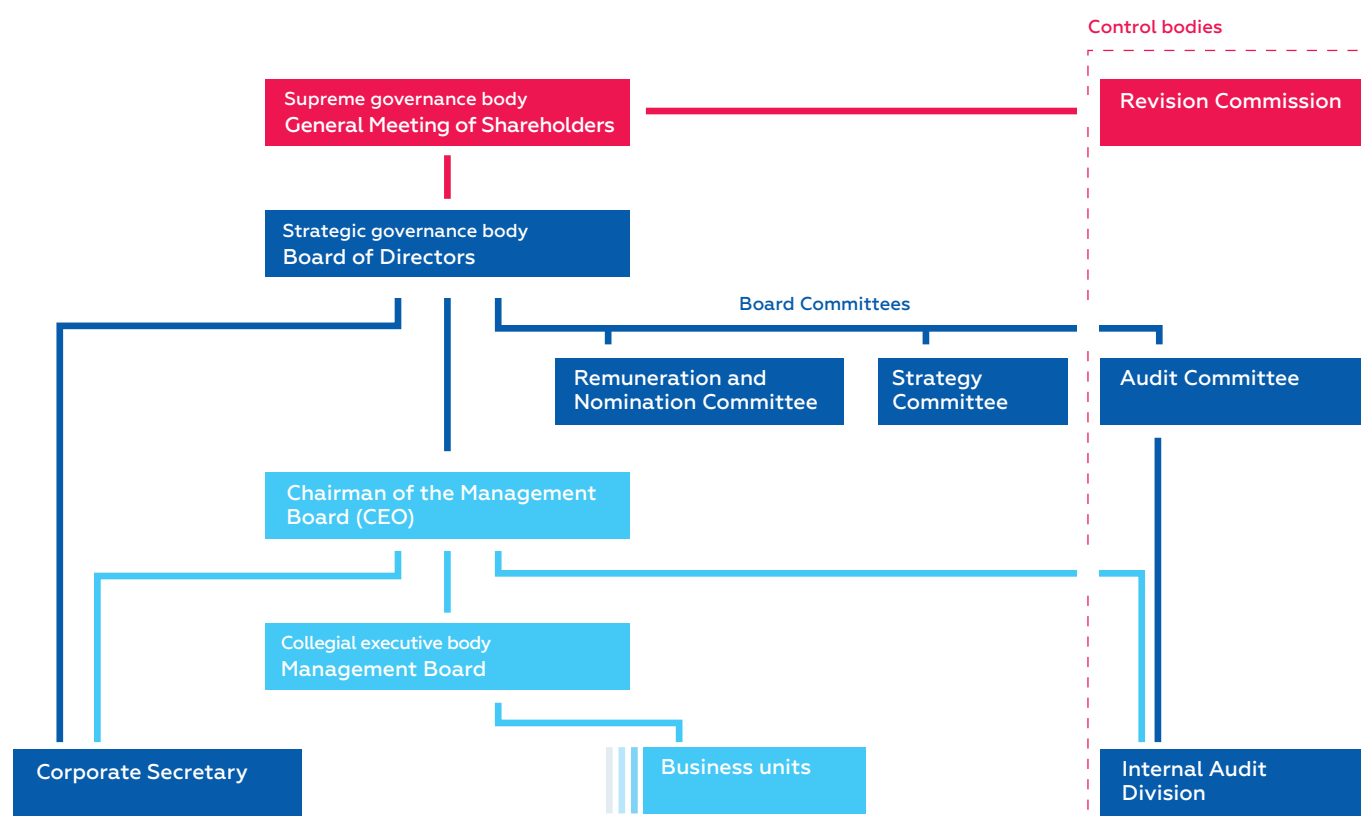 Control bodies
Supreme governance body
General Meeting of Shareholders
Revision Commission
Strategic governance body
Board of Directors
Board Committees
Remuneration and
Nomination Committee
Strategy
Committee
Audit Committee
Chairman of the Management
Board (CEO)
Collegial executive body
Management Board
Corporate Secretary
Business units
Internal Audit
Division